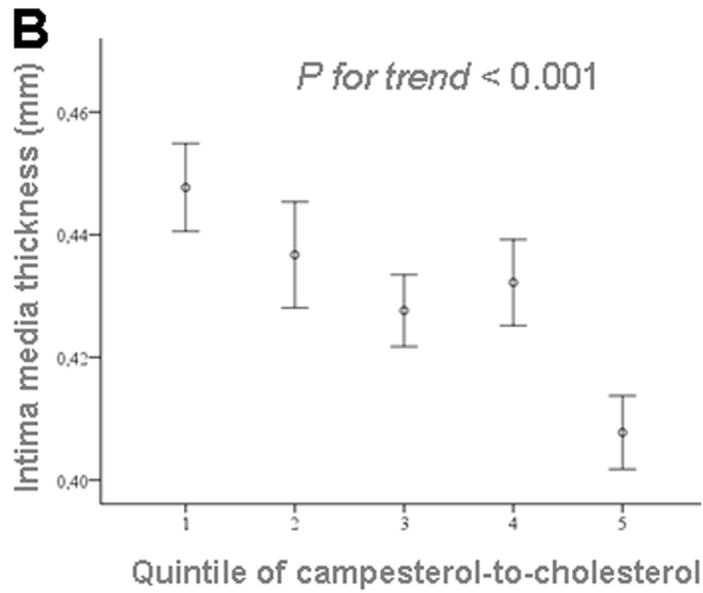 B
P for trend < 0.001
Intima media thickness (mm)
0,46
0,44
0,42
0,40
1 2 3 4 5
Quintile of campesterol-to-cholesterol